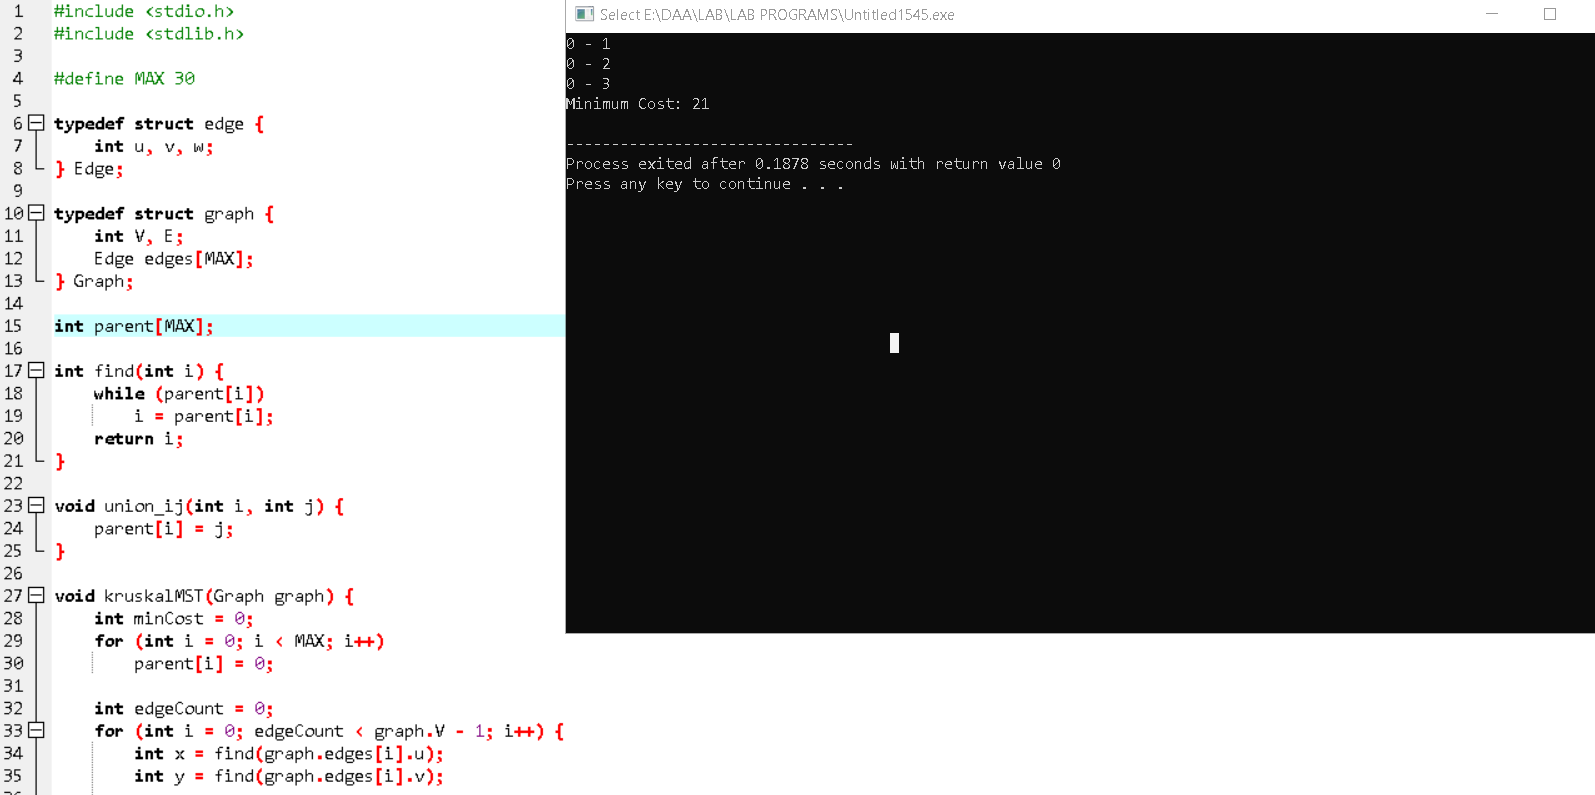 1 #include <stdio.h>
2 #include <stdlib.h>
3
4 #define MAX 30
5
6 typedef struct edge {
7     int u, v, w;
8 } Edge;
9
10 typedef struct graph {
11     int V, E;
12     Edge edges[MAX];
13 } Graph;
14
15 int parent[MAX];
16
17 int find(int i) {
18     while (parent[i])
19         i = parent[i];
20     return i;
21 }
22
23 void union_ij(int i, int j) {
24     parent[i] = j;
25 }
26
27 void kruskalMST(Graph graph) {
28     int minCost = 0;
29     for (int i = 0; i < MAX; i++)
30         parent[i] = 0;
31
32     int edgeCount = 0;
33     for (int i = 0; edgeCount < graph.V - 1; i++) {
34         int x = find(graph.edges[i].u);
35         int y = find(graph.edges[i].v);
Select E:\DAA\LAB\LAB PROGRAMS\Untitled1545.exe
0 - 1
0 - 2
0 - 3
Minimum Cost: 21
--------------------------------
Process exited after 0.1878 seconds with return value 0
Press any key to continue . . .